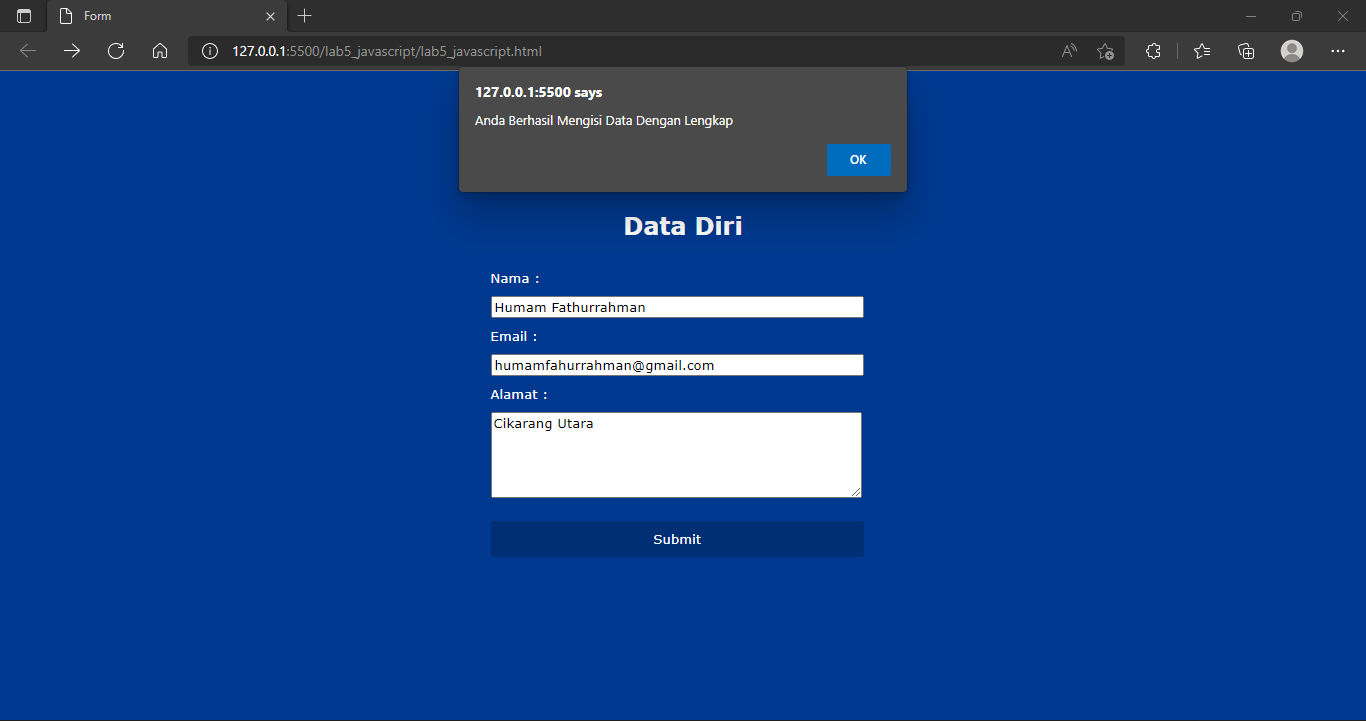 Form
127.0.0.1:5500/lab5_javascript/lab5_javascript.html
127.0.0.1:5500 says
Anda Berhasil Mengisi Data Dengan Lengkap
OK
Data Diri
Nama :
Humam Fathurrahman
Email :
humamfahurrahman@gmail.com
Alamat :
Cikarang Utara
Submit